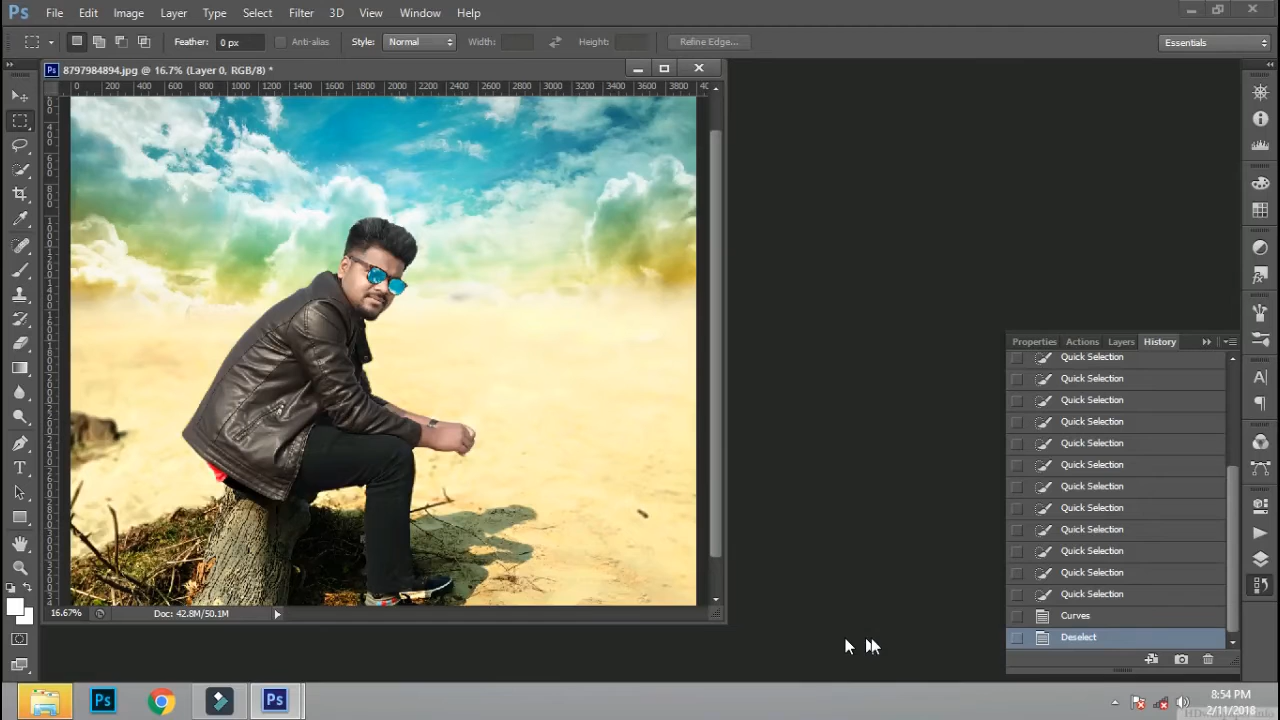 Ps File Edit Image Layer Type Select Filter 3D View Window Help
Feather: 0 px Anti-alias Style: Normal Width: Height: Refine Edge... Essentials
Ps 8797984894.jpg @ 16.7% (Layer 0, RGB/8) *
0 200 400 600 800 1000 1200 1400 1600 1800 2000 2200 2400 2600 2800 3000 3200 3400 3600 3800
Properties Actions Layers History
Quick Selection
Quick Selection
Quick Selection
Quick Selection
Quick Selection
Quick Selection
Quick Selection
Quick Selection
Quick Selection
Quick Selection
Quick Selection
Quick Selection
Curves
Deselect
16.67% Doc: 42.8M/50.1M
Ps Ps
8:54 PM
2/11/2018